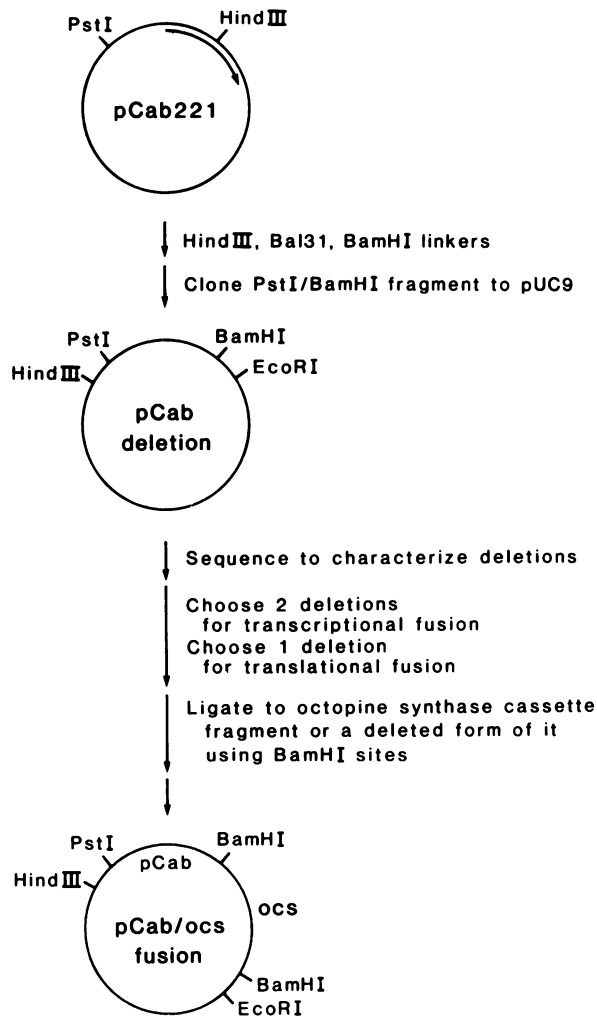 PstI
HindIII
pCab221
HindIII, Bal31, BamHI linkers
Clone PstI/BamHI fragment to pUC9
PstI
BamHI
HindIII
EcoRI
pCab
deletion
Sequence to characterize deletions
Choose 2 deletions
for transcriptional fusion
Choose 1 deletion
for translational fusion
Ligate to octopine synthase cassette
fragment or a deleted form of it
using BamHI sites
PstI
BamHI
pCab
HindIII
ocs
pCab/ocs
fusion
BamHI
EcoRI